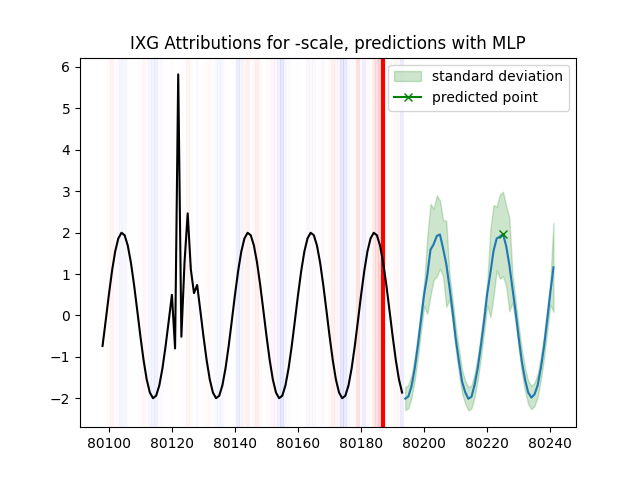 IXG Attributions for -scale, predictions with MLP
standard deviation
predicted point
6
5
4
3
2
1
0
−1
−2
80100 80120 80140 80160 80180 80200 80220 80240